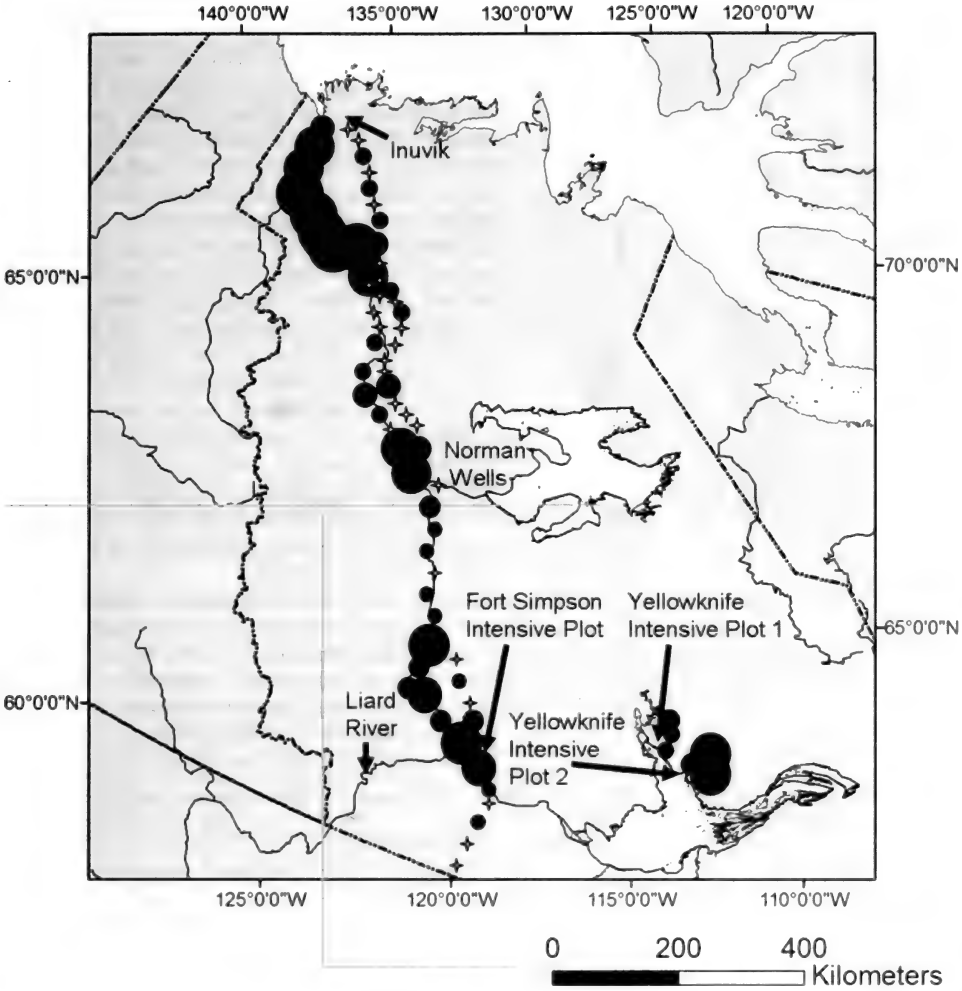 140°0'0"W 135°0'0"W 130°0'0"W 125°0'0"W 120°0'0"W
Inuvik
65°0'0"N
70°0'0"N
Norman
Wells
Fort Simpson
Intensive Plot
Yellowknife
Intensive Plot 1
65°0'0"N
60°0'0"N
Liard
River
Yellowknife
Intensive
Plot 2
125°0'0"W 120°0'0"W 115°0'0"W 110°0'0"W
0 200 400
Kilometers